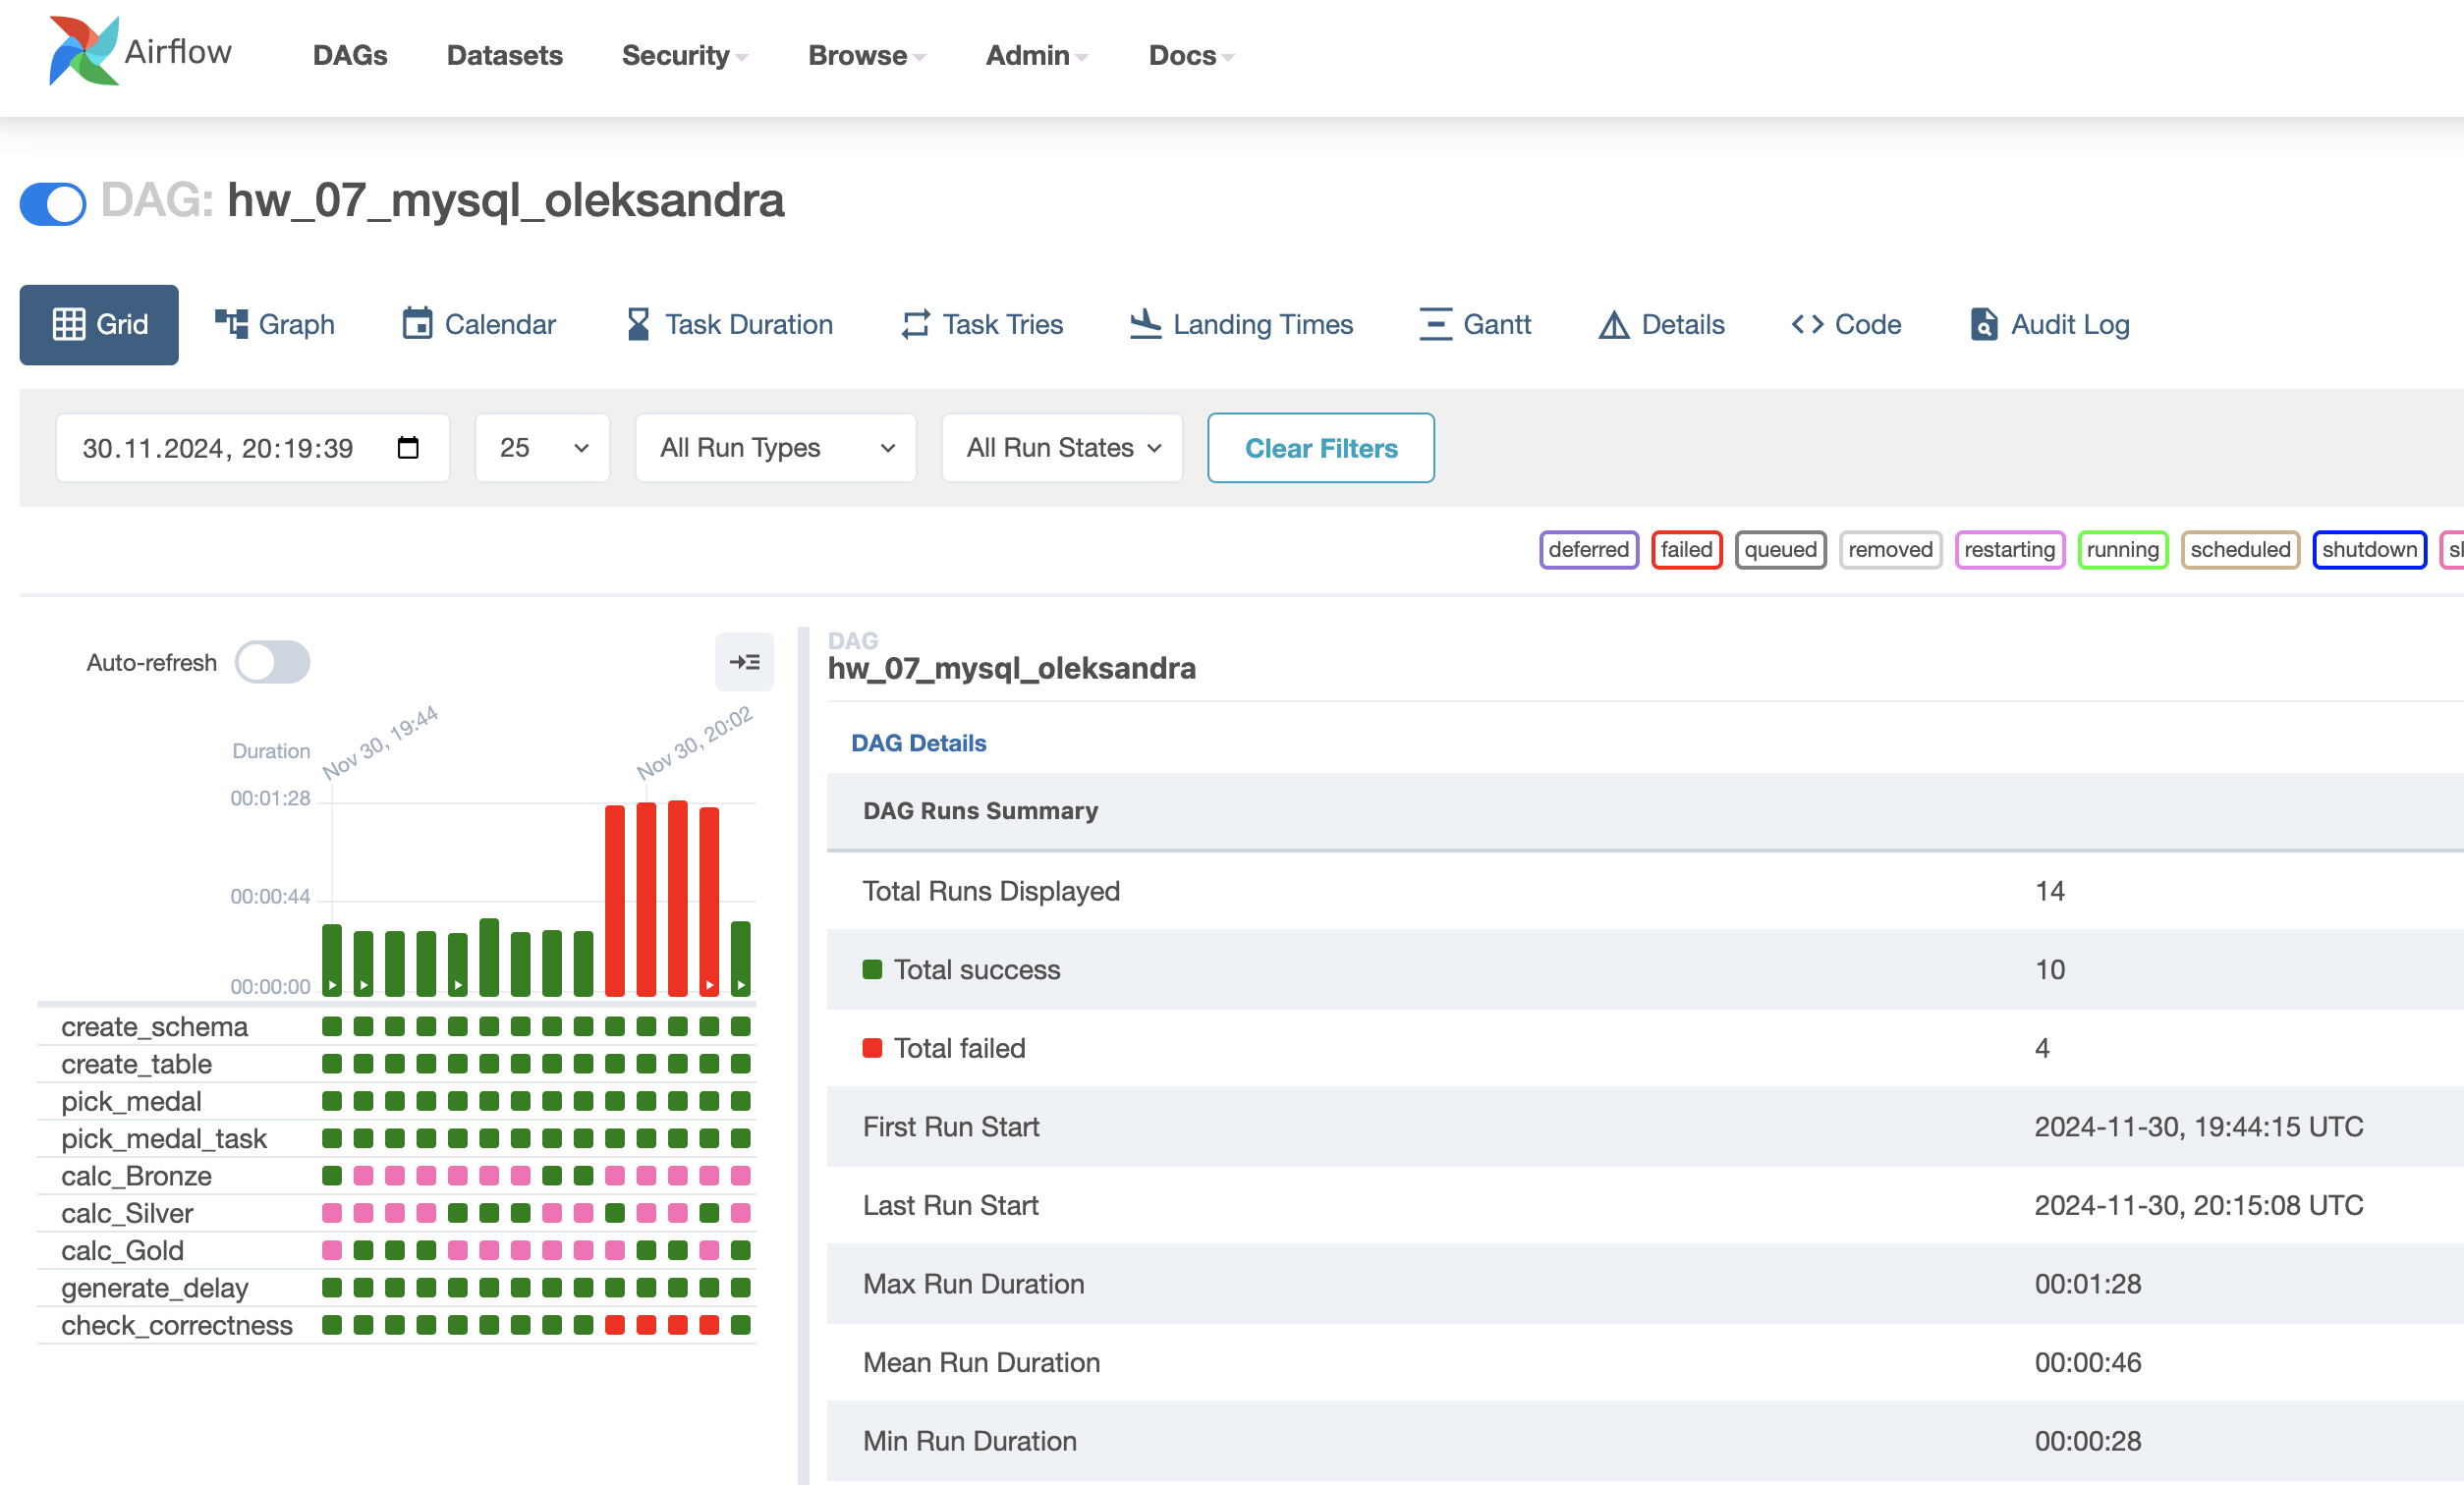 Airflow DAGs Datasets Security Browse Admin Docs
DAG: hw_07_mysql_oleksandra
Grid Graph Calendar Task Duration Task Tries Landing Times Gantt Details Code Audit Log
30.11.2024, 20:19:39 25 All Run Types All Run States Clear Filters
deferred failed queued removed restarting running scheduled shutdown
Auto-refresh
Duration
Nov 30, 19:44
Nov 30, 20:02
00:01:28
00:00:44
00:00:00
create_schema
create_table
pick_medal
pick_medal_task
calc_Bronze
calc_Silver
calc_Gold
generate_delay
check_correctness
DAG
hw_07_mysql_oleksandra
DAG Details
DAG Runs Summary
Total Runs Displayed 14
Total success 10
Total failed 4
First Run Start 2024-11-30, 19:44:15 UTC
Last Run Start 2024-11-30, 20:15:08 UTC
Max Run Duration 00:01:28
Mean Run Duration 00:00:46
Min Run Duration 00:00:28